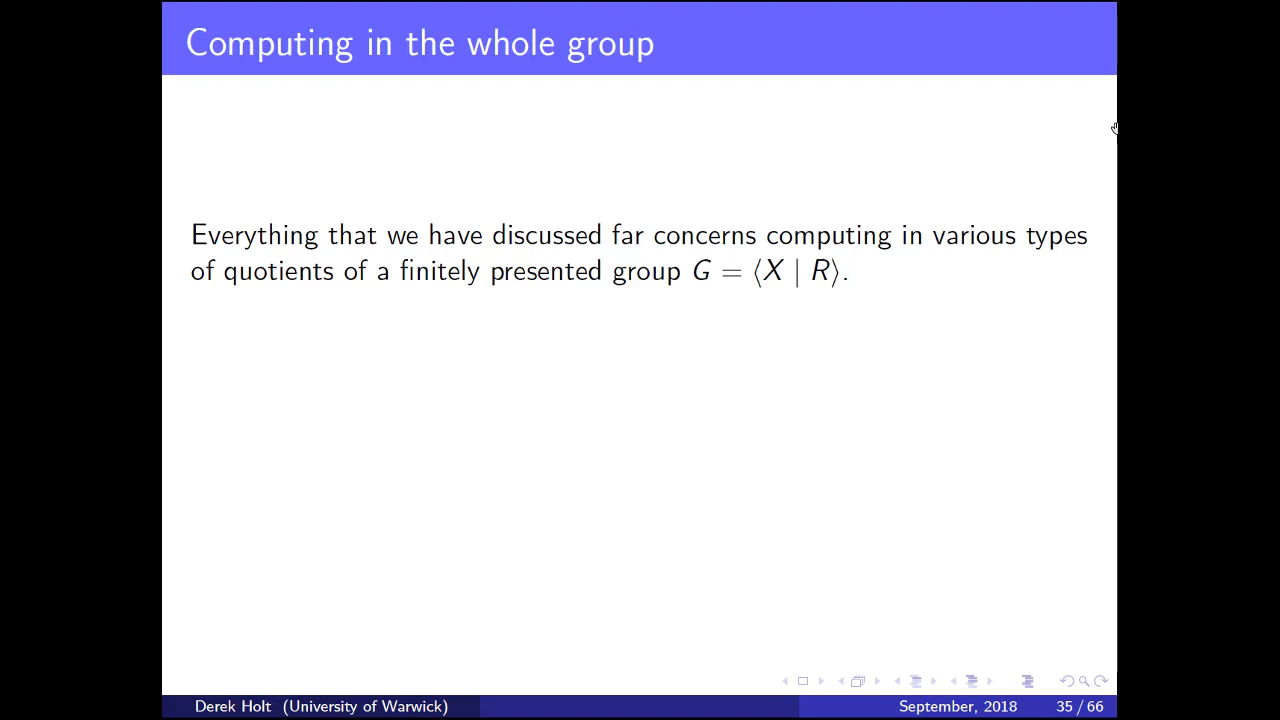 Computing in the whole group
Everything that we have discussed far concerns computing in various types
of quotients of a finitely presented group G = ⟨X | R⟩.
Derek Holt (University of Warwick) September, 2018 35 / 66